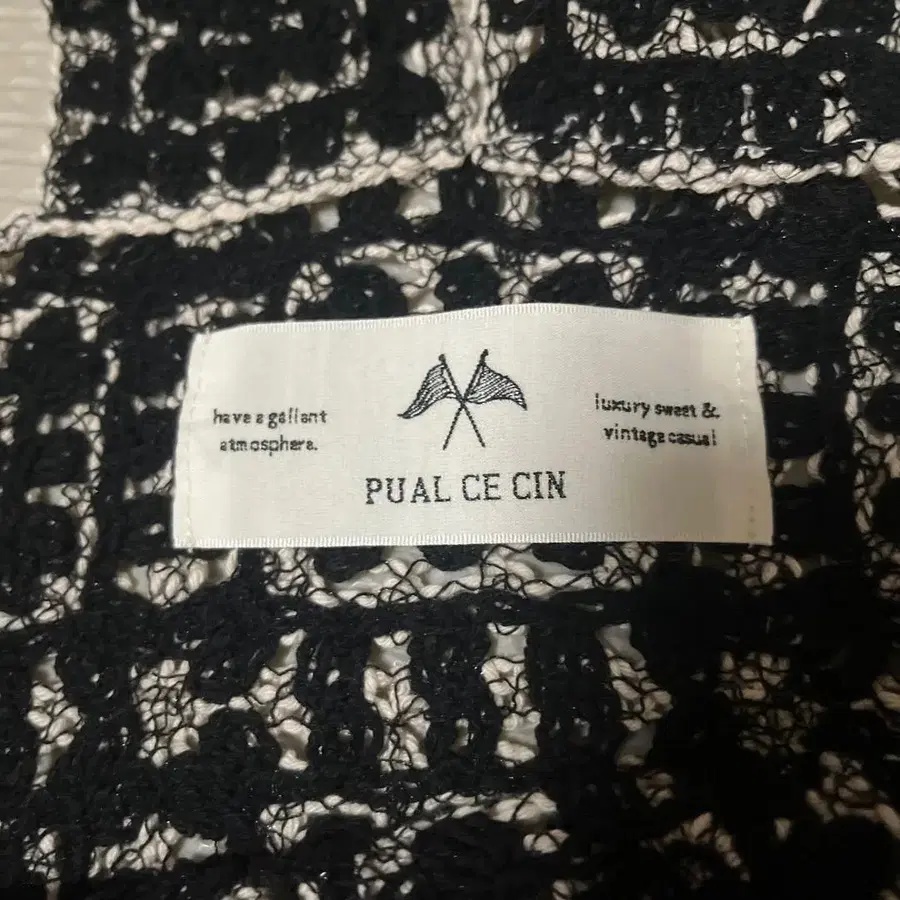 have a gallant
atmosphere.
luxury sweet &
vintage casual
PUAL CE CIN